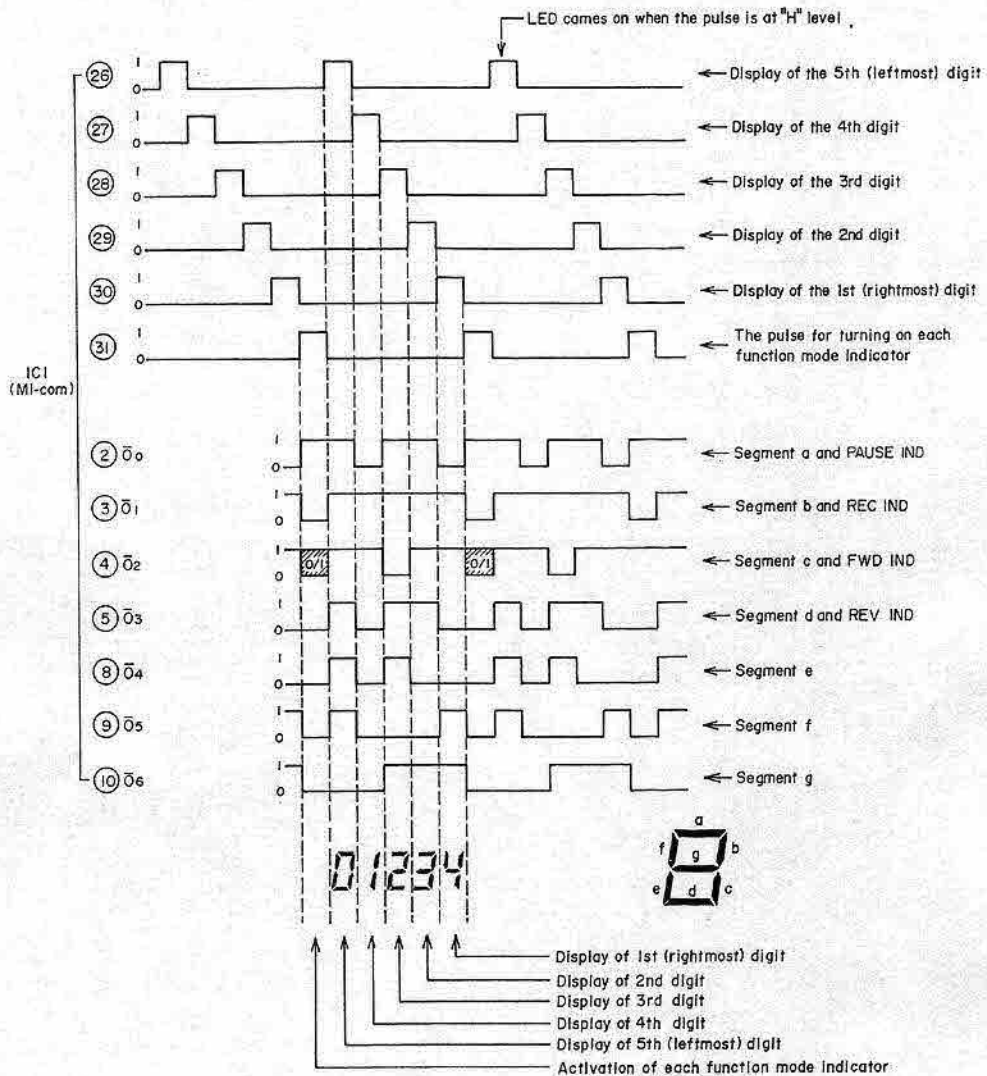 LED cames on when the pulse is at "H" level .
26 1 0 Display of the 5th (leftmost) digit
27 1 0 Display of the 4th digit
28 1 0 Display of the 3rd digit
29 1 0 Display of the 2nd digit
30 1 0 Display of the 1st (rightmost) digit
31 1 0 The pulse for turning on each
function mode indicator
IC1
(MI-com)
2 Ō0 1 0 Segment a and PAUSE IND
3 Ō1 1 0 Segment b and REC IND
4 Ō2 1 0 0/1 0/1 Segment c and FWD IND
5 Ō3 1 0 Segment d and REV IND
8 Ō4 1 0 Segment e
9 Ō5 1 0 Segment f
10 Ō6 1 0 Segment g
01234
a
f g b
e d c
Display of 1st (rightmost) digit
Display of 2nd digit
Display of 3rd digit
Display of 4th digit
Display of 5th (leftmost) digit
Activation of each function mode indicator